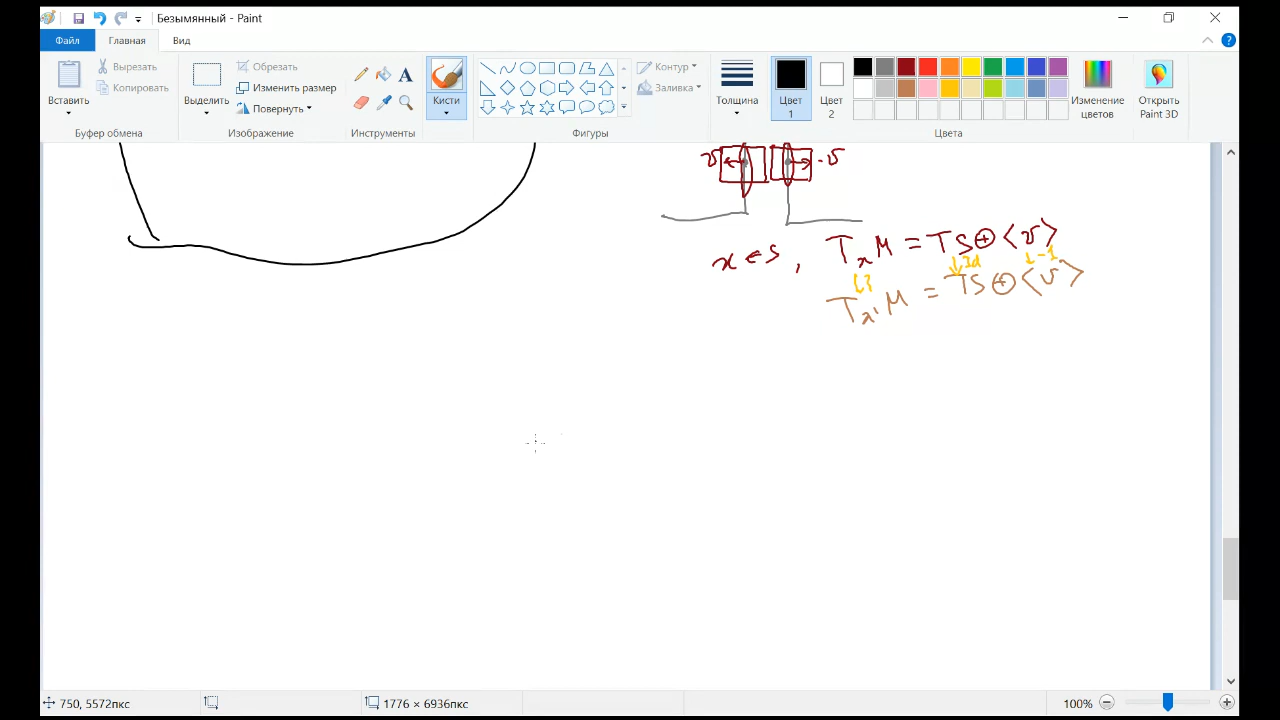 Безымянный - Paint
Файл Главная Вид
Вставить
Вырезать
Копировать
Буфер обмена
Выделить
Обрезать
Изменить размер
Повернуть
Изображение
A
Инструменты
Кисти
Фигуры
Контур
Заливка
Толщина
Цвет 1
Цвет 2
Изменение цветов
Цвета
Открыть Paint 3D
v -v
x ∈ S, TₓM = TS ⊕ ⟨v⟩
↓Id ↓-1
Tₓ'M = TS ⊕ ⟨v⟩
750, 5572пкс 1776 × 6936пкс 100%